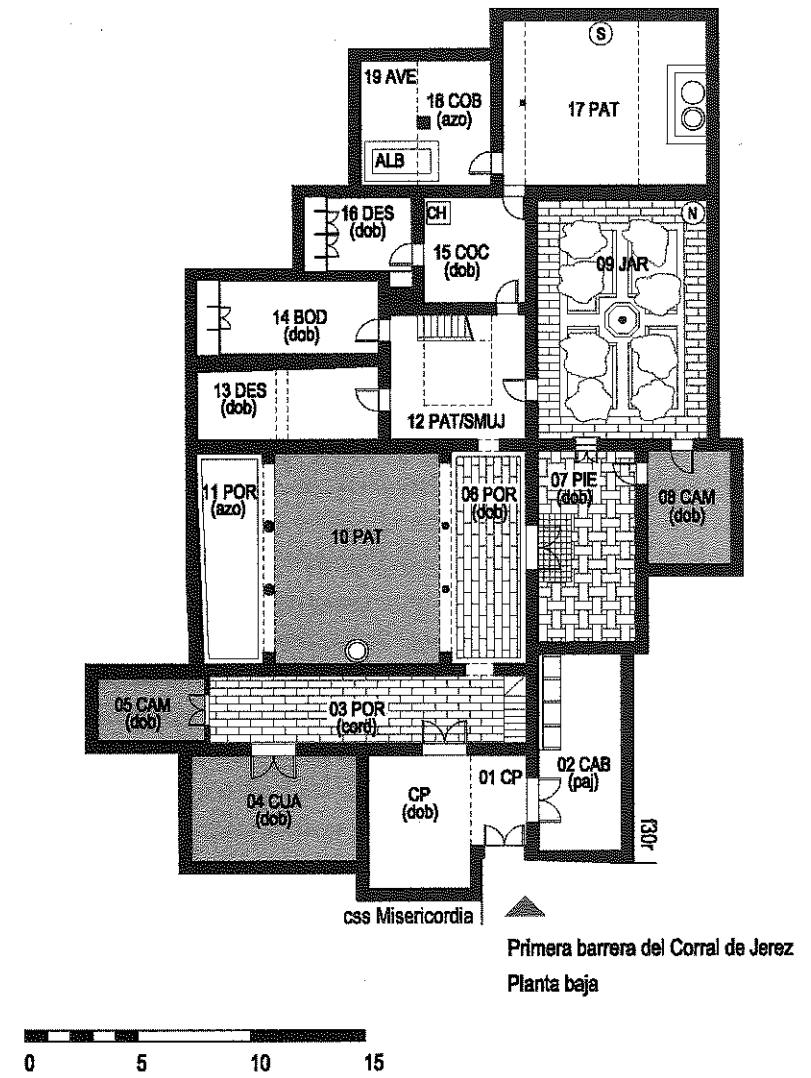 S
19 AVE
18 COB
(azo)
17 PAT
ALB
16 DES
(dob)
CH
N
15 COC
(dob)
09 JAR
14 BOD
(dob)
13 DES
(dob)
12 PAT/SMUJ
11 POR
(azo)
10 PAT
06 POR
(dob)
07 PIE
(dob)
08 CAM
(dob)
05 CAM
(dob)
03 POR
(cord)
04 CUA
(dob)
CP
(dob)
01 CP
02 CAB
(paj)
f30r
css Misericordia
Primera barrera del Corral de Jerez
Planta baja
0 5 10 15